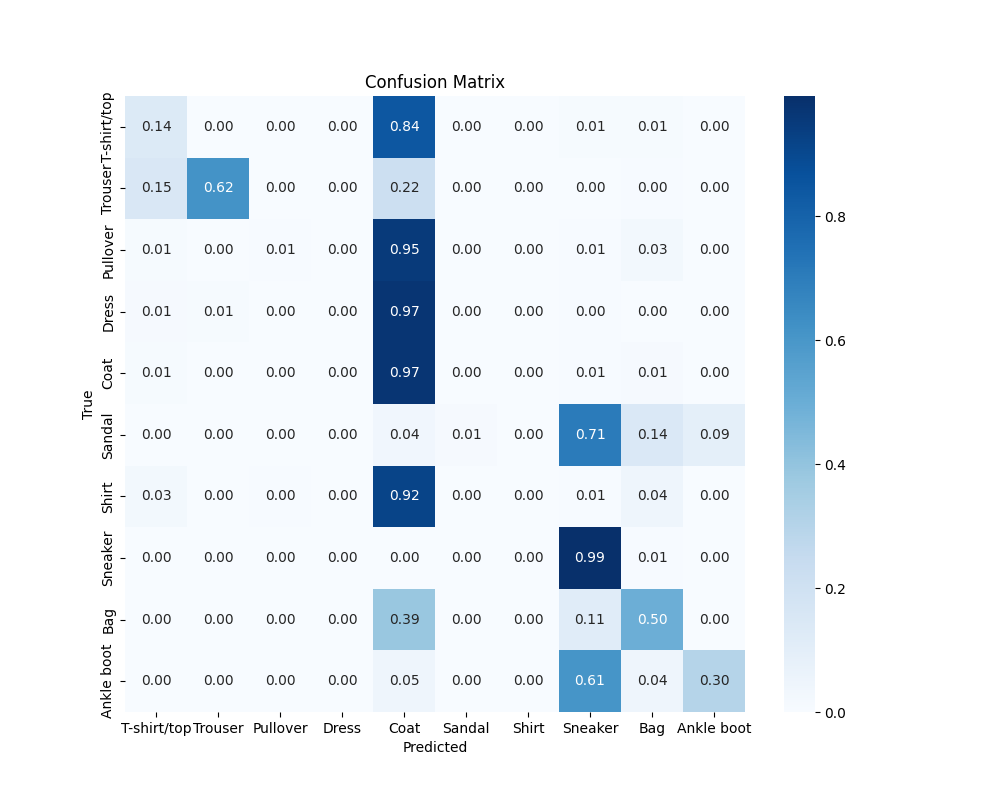 Confusion Matrix
T-shirt/top 0.14 0.00 0.00 0.00 0.84 0.00 0.00 0.01 0.01 0.00
Trouser 0.15 0.62 0.00 0.00 0.22 0.00 0.00 0.00 0.00 0.00
Pullover 0.01 0.00 0.01 0.00 0.95 0.00 0.00 0.01 0.03 0.00
Dress 0.01 0.01 0.00 0.00 0.97 0.00 0.00 0.00 0.00 0.00
Coat 0.01 0.00 0.00 0.00 0.97 0.00 0.00 0.01 0.01 0.00
Sandal 0.00 0.00 0.00 0.00 0.04 0.01 0.00 0.71 0.14 0.09
Shirt 0.03 0.00 0.00 0.00 0.92 0.00 0.00 0.01 0.04 0.00
Sneaker 0.00 0.00 0.00 0.00 0.00 0.00 0.00 0.99 0.01 0.00
Bag 0.00 0.00 0.00 0.00 0.39 0.00 0.00 0.11 0.50 0.00
Ankle boot 0.00 0.00 0.00 0.00 0.05 0.00 0.00 0.61 0.04 0.30
True
T-shirt/top Trouser Pullover Dress Coat Sandal Shirt Sneaker Bag Ankle boot
Predicted
0.8
0.6
0.4
0.2
0.0